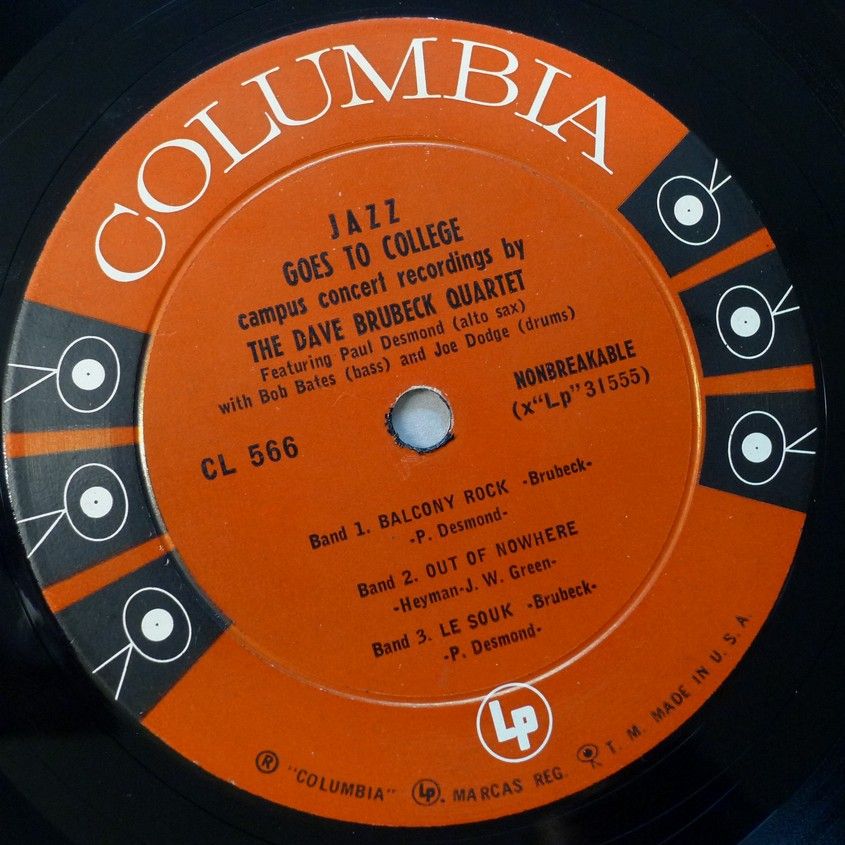 COLUMBIA
JAZZ
GOES TO COLLEGE
campus concert recordings by
THE DAVE BRUBECK QUARTET
Featuring Paul Desmond (alto sax)
with Bob Bates (bass) and Joe Dodge (drums)
NONBREAKABLE
(x"Lp"31555)
CL 566
Band 1. BALCONY ROCK -Brubeck-
-P. Desmond-
Band 2. OUT OF NOWHERE
-Heyman-J. W. Green-
Band 3. LE SOUK -Brubeck-
-P. Desmond-
Lp
® "COLUMBIA" Lp. MARCAS REG. T. M. MADE IN U. S. A.